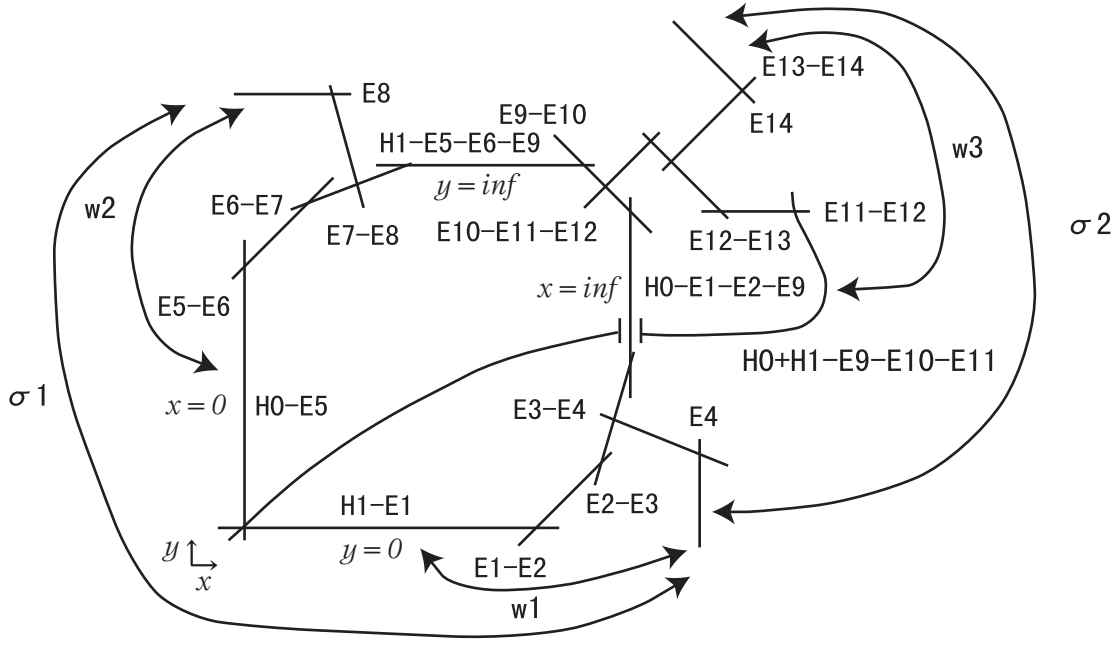 E13-E14
E8
E9-E10
E14
H1-E5-E6-E9
w3
y=inf
w2
E6-E7
E11-E12
E7-E8
E10-E11-E12
E12-E13
σ2
x=inf
H0-E1-E2-E9
E5-E6
H0+H1-E9-E10-E11
σ1
x=0
H0-E5
E3-E4
E4
H1-E1
E2-E3
y
y=0
x
E1-E2
w1